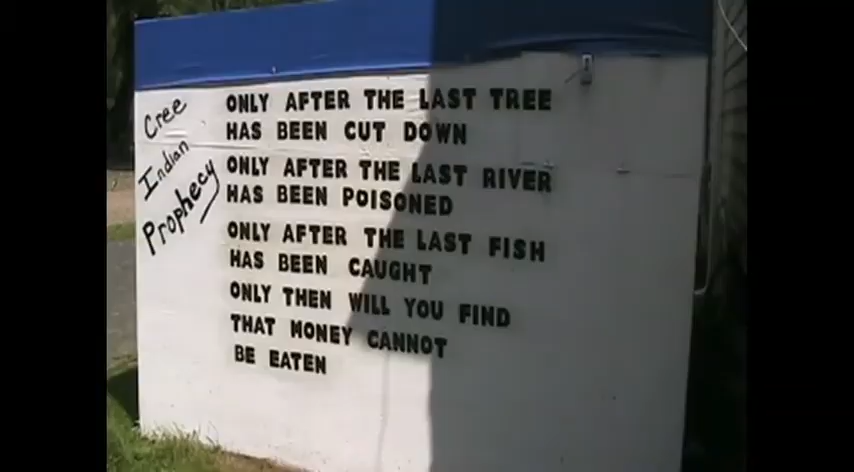 Cree
Indian
Prophecy
ONLY AFTER THE LAST TREE
HAS BEEN CUT DOWN
ONLY AFTER THE LAST RIVER
HAS BEEN POISONED
ONLY AFTER THE LAST FISH
HAS BEEN CAUGHT
ONLY THEN WILL YOU FIND
THAT MONEY CANNOT
BE EATEN